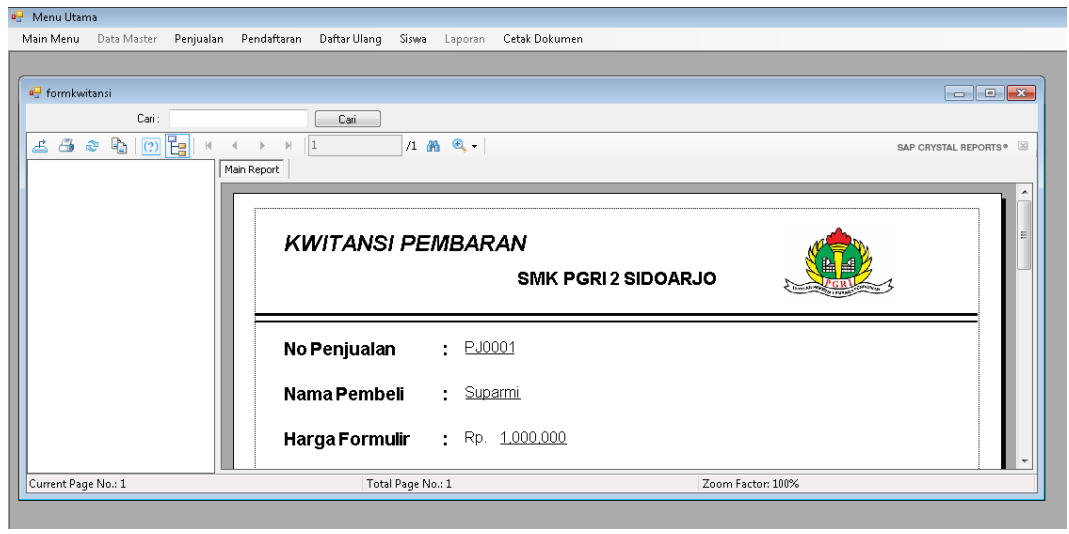 Menu Utama
Main Menu Data Master Penjualan Pendaftaran Daftar Ulang Siswa Laporan Cetak Dokumen
formkwitansi
Cari : Cari
1 /1 SAP CRYSTAL REPORTS®
Main Report
KWITANSI PEMBARAN
SMK PGRI 2 SIDOARJO
PGRI
No Penjualan : PJ0001
Nama Pembeli : Suparmi
Harga Formulir : Rp. 1,000,000
Current Page No.: 1 Total Page No.: 1 Zoom Factor: 100%